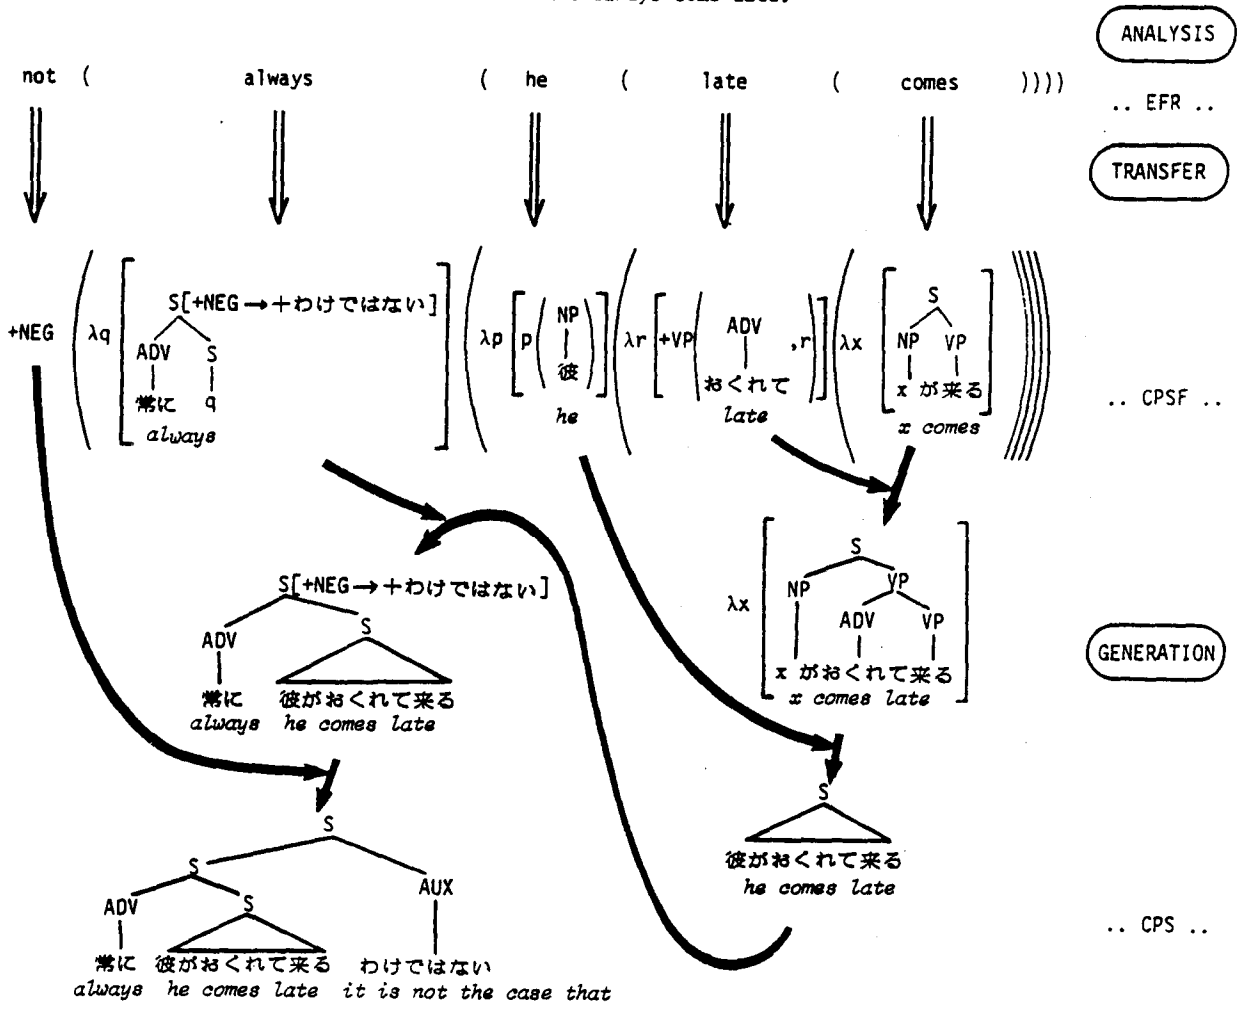 always come late.
ANALYSIS
not ( always ( he ( late ( comes ))))
.. EFR ..
TRANSFER
S[+NEG→+わけではない]
+NEG ( λq [ ADV S
常に q
always
λp [ p ( NP
彼
he
λr [ +VP ( ADV , r ) ]
おくれて
late
λx [ S
NP VP
x が来る
x comes
.. CPSF ..
S
NP VP
ADV VP
λx
x がおくれて来る
x comes late
GENERATION
S[+NEG→+わけではない]
ADV S
常に 彼がおくれて来る
always he comes late
S
彼がおくれて来る
he comes late
S
S AUX
ADV S
常に 彼がおくれて来る わけではない
always he comes late it is not the case that
.. CPS ..